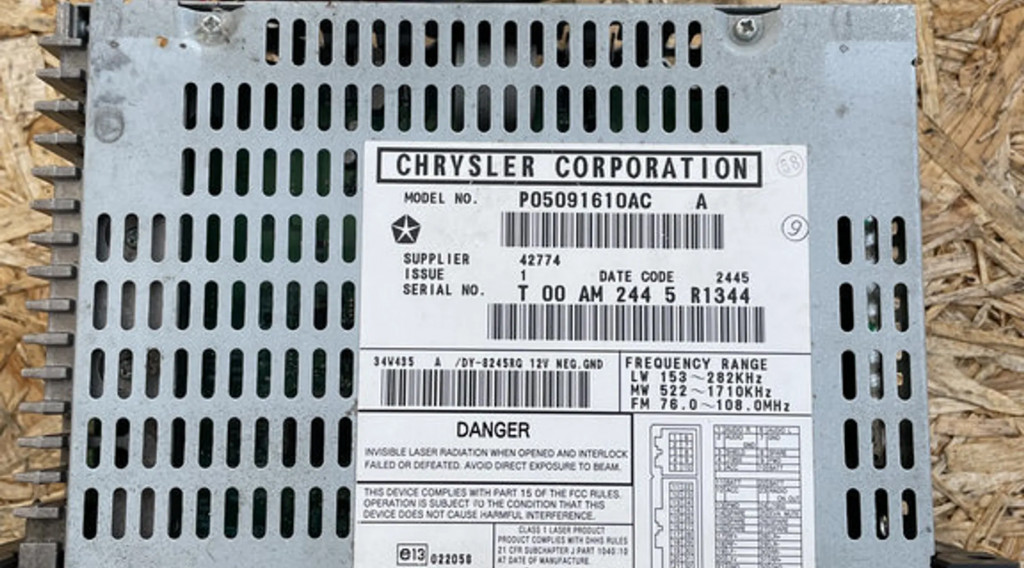 CHRYSLER CORPORATION
58
MODEL NO. P05091610AC A
9
SUPPLIER 42774
ISSUE 1 DATE CODE 2445
SERIAL NO. T 00 AM 244 5 R1344
34W435 A /DY-8245RG 12V NEG.GND
FREQUENCY RANGE
LW 153~282KHz
MW 522~1710KHz
FM 76.0~108.0MHz
DANGER
INVISIBLE LASER RADIATION WHEN OPENED AND INTERLOCK
FAILED OR DEFEATED. AVOID DIRECT EXPOSURE TO BEAM.
THIS DEVICE COMPLIES WITH PART 15 OF THE FCC RULES.
OPERATION IS SUBJECT TO THE CONDITION THAT THIS
DEVICE DOES NOT CAUSE HARMFUL INTERFERENCE.
e13 022058
CLASS 1 LASER PRODUCT
PRODUCT COMPLIES WITH DHHS RULES
21 CFR SUBCHAPTER J PART 1040.10
AT DATE OF MANUFACTURE.